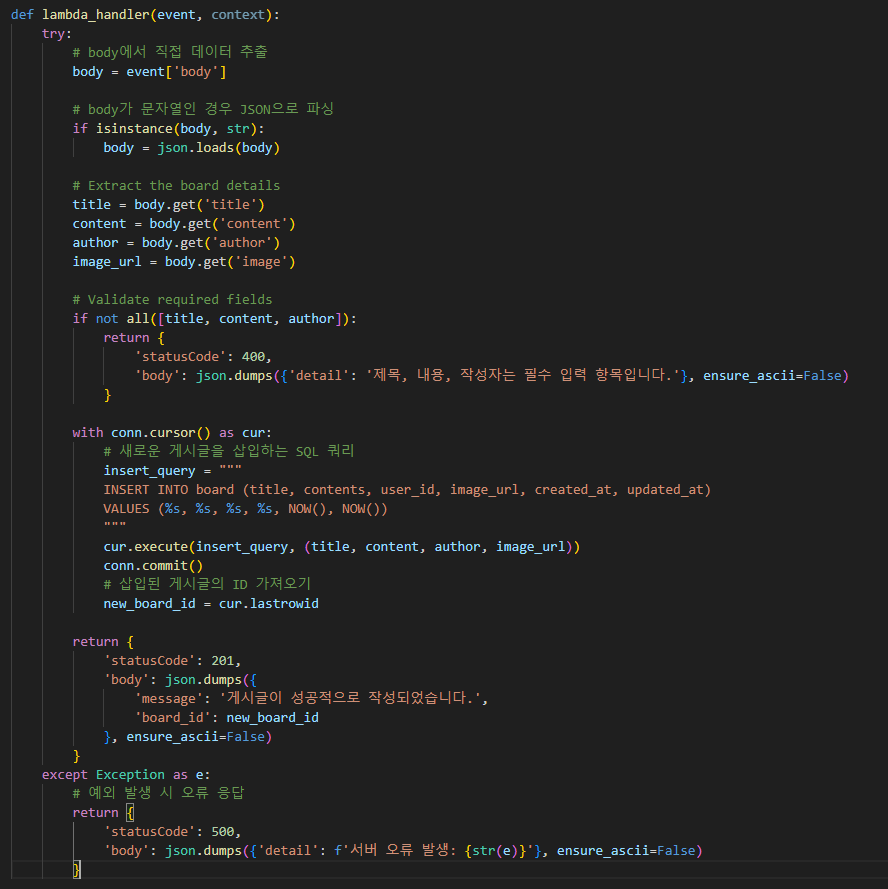 def lambda_handler(event, context):
    try:
        # body에서 직접 데이터 추출
        body = event['body']

        # body가 문자열인 경우 JSON으로 파싱
        if isinstance(body, str):
            body = json.loads(body)

        # Extract the board details
        title = body.get('title')
        content = body.get('content')
        author = body.get('author')
        image_url = body.get('image')

        # Validate required fields
        if not all([title, content, author]):
            return {
                'statusCode': 400,
                'body': json.dumps({'detail': '제목, 내용, 작성자는 필수 입력 항목입니다.'}, ensure_ascii=False)
            }

        with conn.cursor() as cur:
            # 새로운 게시글을 삽입하는 SQL 쿼리
            insert_query = """
            INSERT INTO board (title, contents, user_id, image_url, created_at, updated_at)
            VALUES (%s, %s, %s, %s, NOW(), NOW())
            """
            cur.execute(insert_query, (title, content, author, image_url))
            conn.commit()
            # 삽입된 게시글의 ID 가져오기
            new_board_id = cur.lastrowid

        return {
            'statusCode': 201,
            'body': json.dumps({
                'message': '게시글이 성공적으로 작성되었습니다.',
                'board_id': new_board_id
            }, ensure_ascii=False)
        }
    except Exception as e:
        # 예외 발생 시 오류 응답
        return {
            'statusCode': 500,
            'body': json.dumps({'detail': f'서버 오류 발생: {str(e)}'}, ensure_ascii=False)
        }